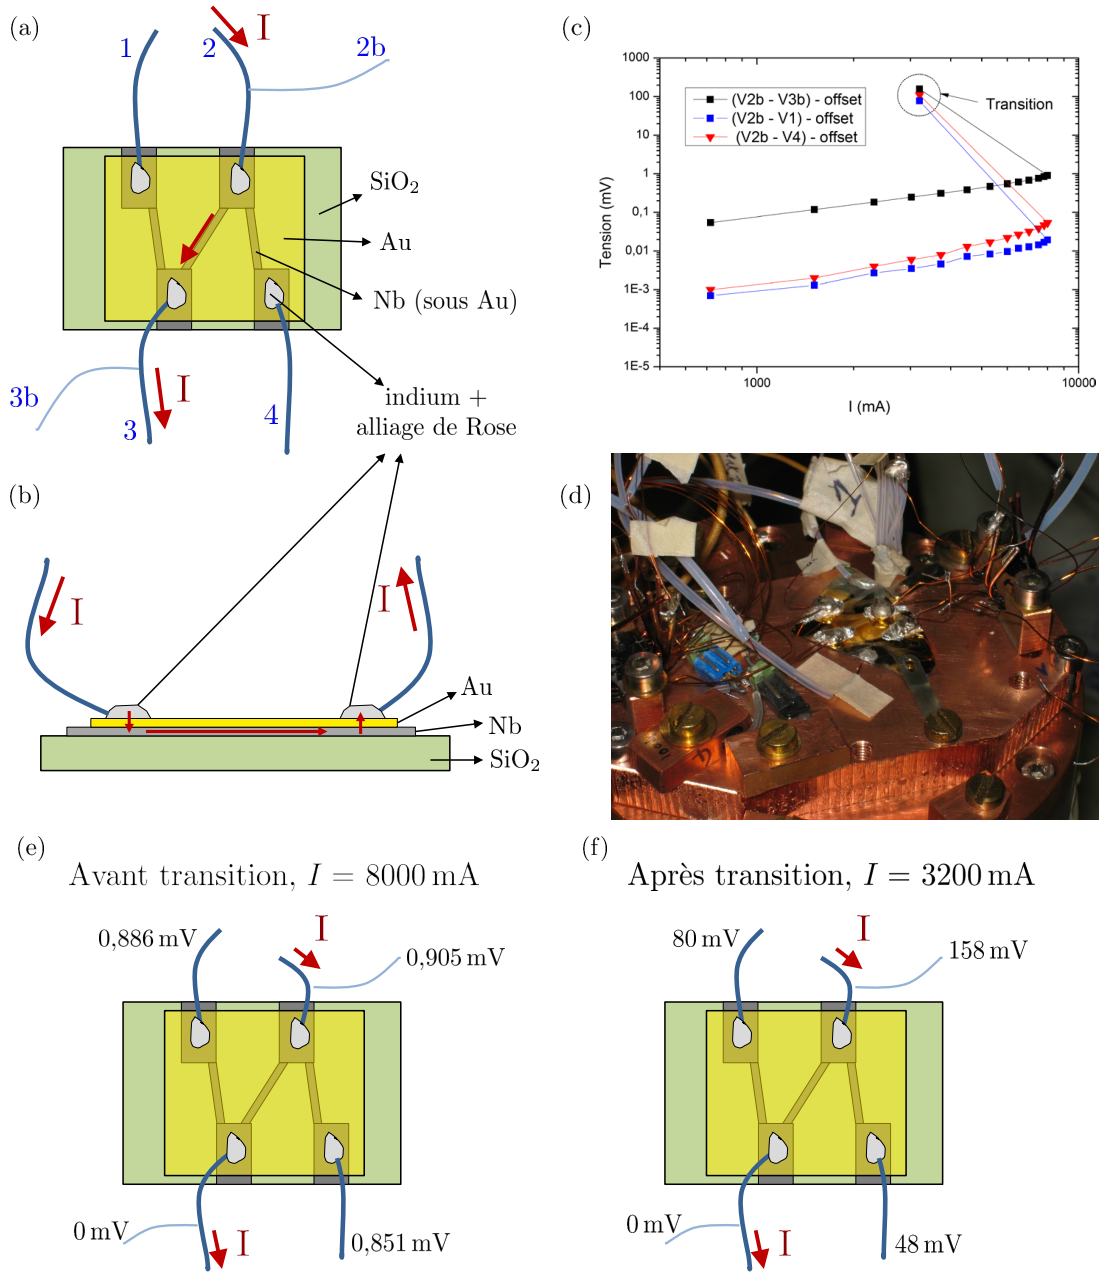 (a)
I
1
2
2b
SiO₂
Au
Nb (sous Au)
3b
I
3
4
indium +
alliage de Rose
(b)
I
I
Au
Nb
SiO₂
(c)
1000
100
10
1
0,1
0,01
1E-3
1E-4
1E-5
Tension (mV)
(V2b - V3b) - offset
(V2b - V1) - offset
(V2b - V4) - offset
Transition
1000
10000
I (mA)
(d)
(e)
Avant transition, I = 8000 mA
0,886 mV
I
0,905 mV
0 mV
I
0,851 mV
(f)
Après transition, I = 3200 mA
80 mV
I
158 mV
0 mV
I
48 mV